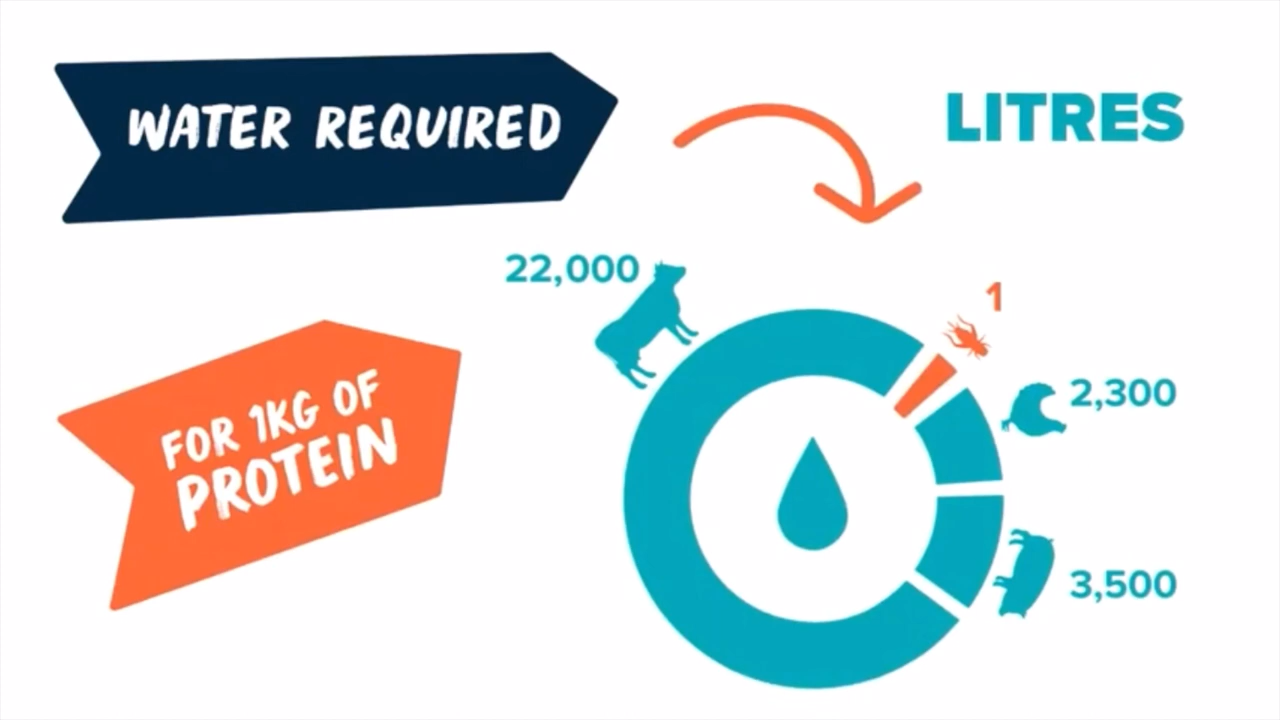 WATER REQUIRED
LITRES
22,000
1
2,300
FOR 1KG OF
PROTEIN
3,500